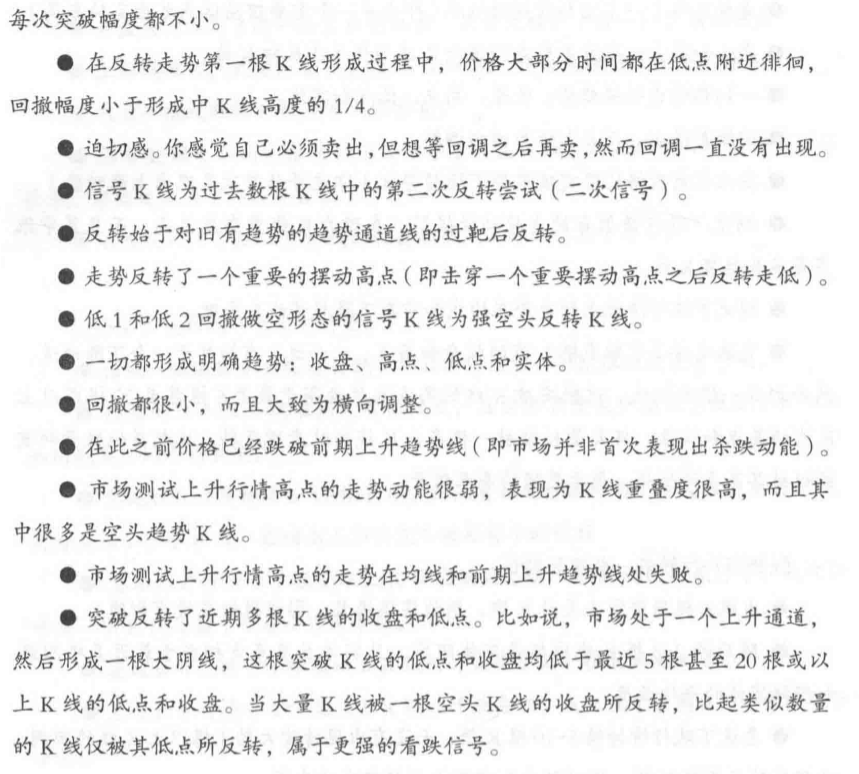 每次突破幅度都不小。
● 在反转走势第一根 K 线形成过程中，价格大部分时间都在低点附近徘徊，
回撤幅度小于形成中 K 线高度的 1/4。
● 迫切感。你感觉自己必须卖出，但想等回调之后再卖，然而回调一直没有出现。
● 信号 K 线为过去数根 K 线中的第二次反转尝试（二次信号）。
● 反转始于对旧有趋势的趋势通道线的过靶后反转。
● 走势反转了一个重要的摆动高点（即击穿一个重要摆动高点之后反转走低）。
● 低 1 和低 2 回撤做空形态的信号 K 线为强空头反转 K 线。
● 一切都形成明确趋势：收盘、高点、低点和实体。
● 回撤都很小，而且大致为横向调整。
● 在此之前价格已经跌破前期上升趋势线（即市场并非首次表现出杀跌动能）。
● 市场测试上升行情高点的走势动能很弱，表现为 K 线重叠度很高，而且其
中很多是空头趋势 K 线。
● 市场测试上升行情高点的走势在均线和前期上升趋势线处失败。
● 突破反转了近期多根 K 线的收盘和低点。比如说，市场处于一个上升通道，
然后形成一根大阴线，这根突破 K 线的低点和收盘均低于最近 5 根甚至 20 根或以
上 K 线的低点和收盘。当大量 K 线被一根空头 K 线的收盘所反转，比起类似数量
的 K 线仅被其低点所反转，属于更强的看跌信号。